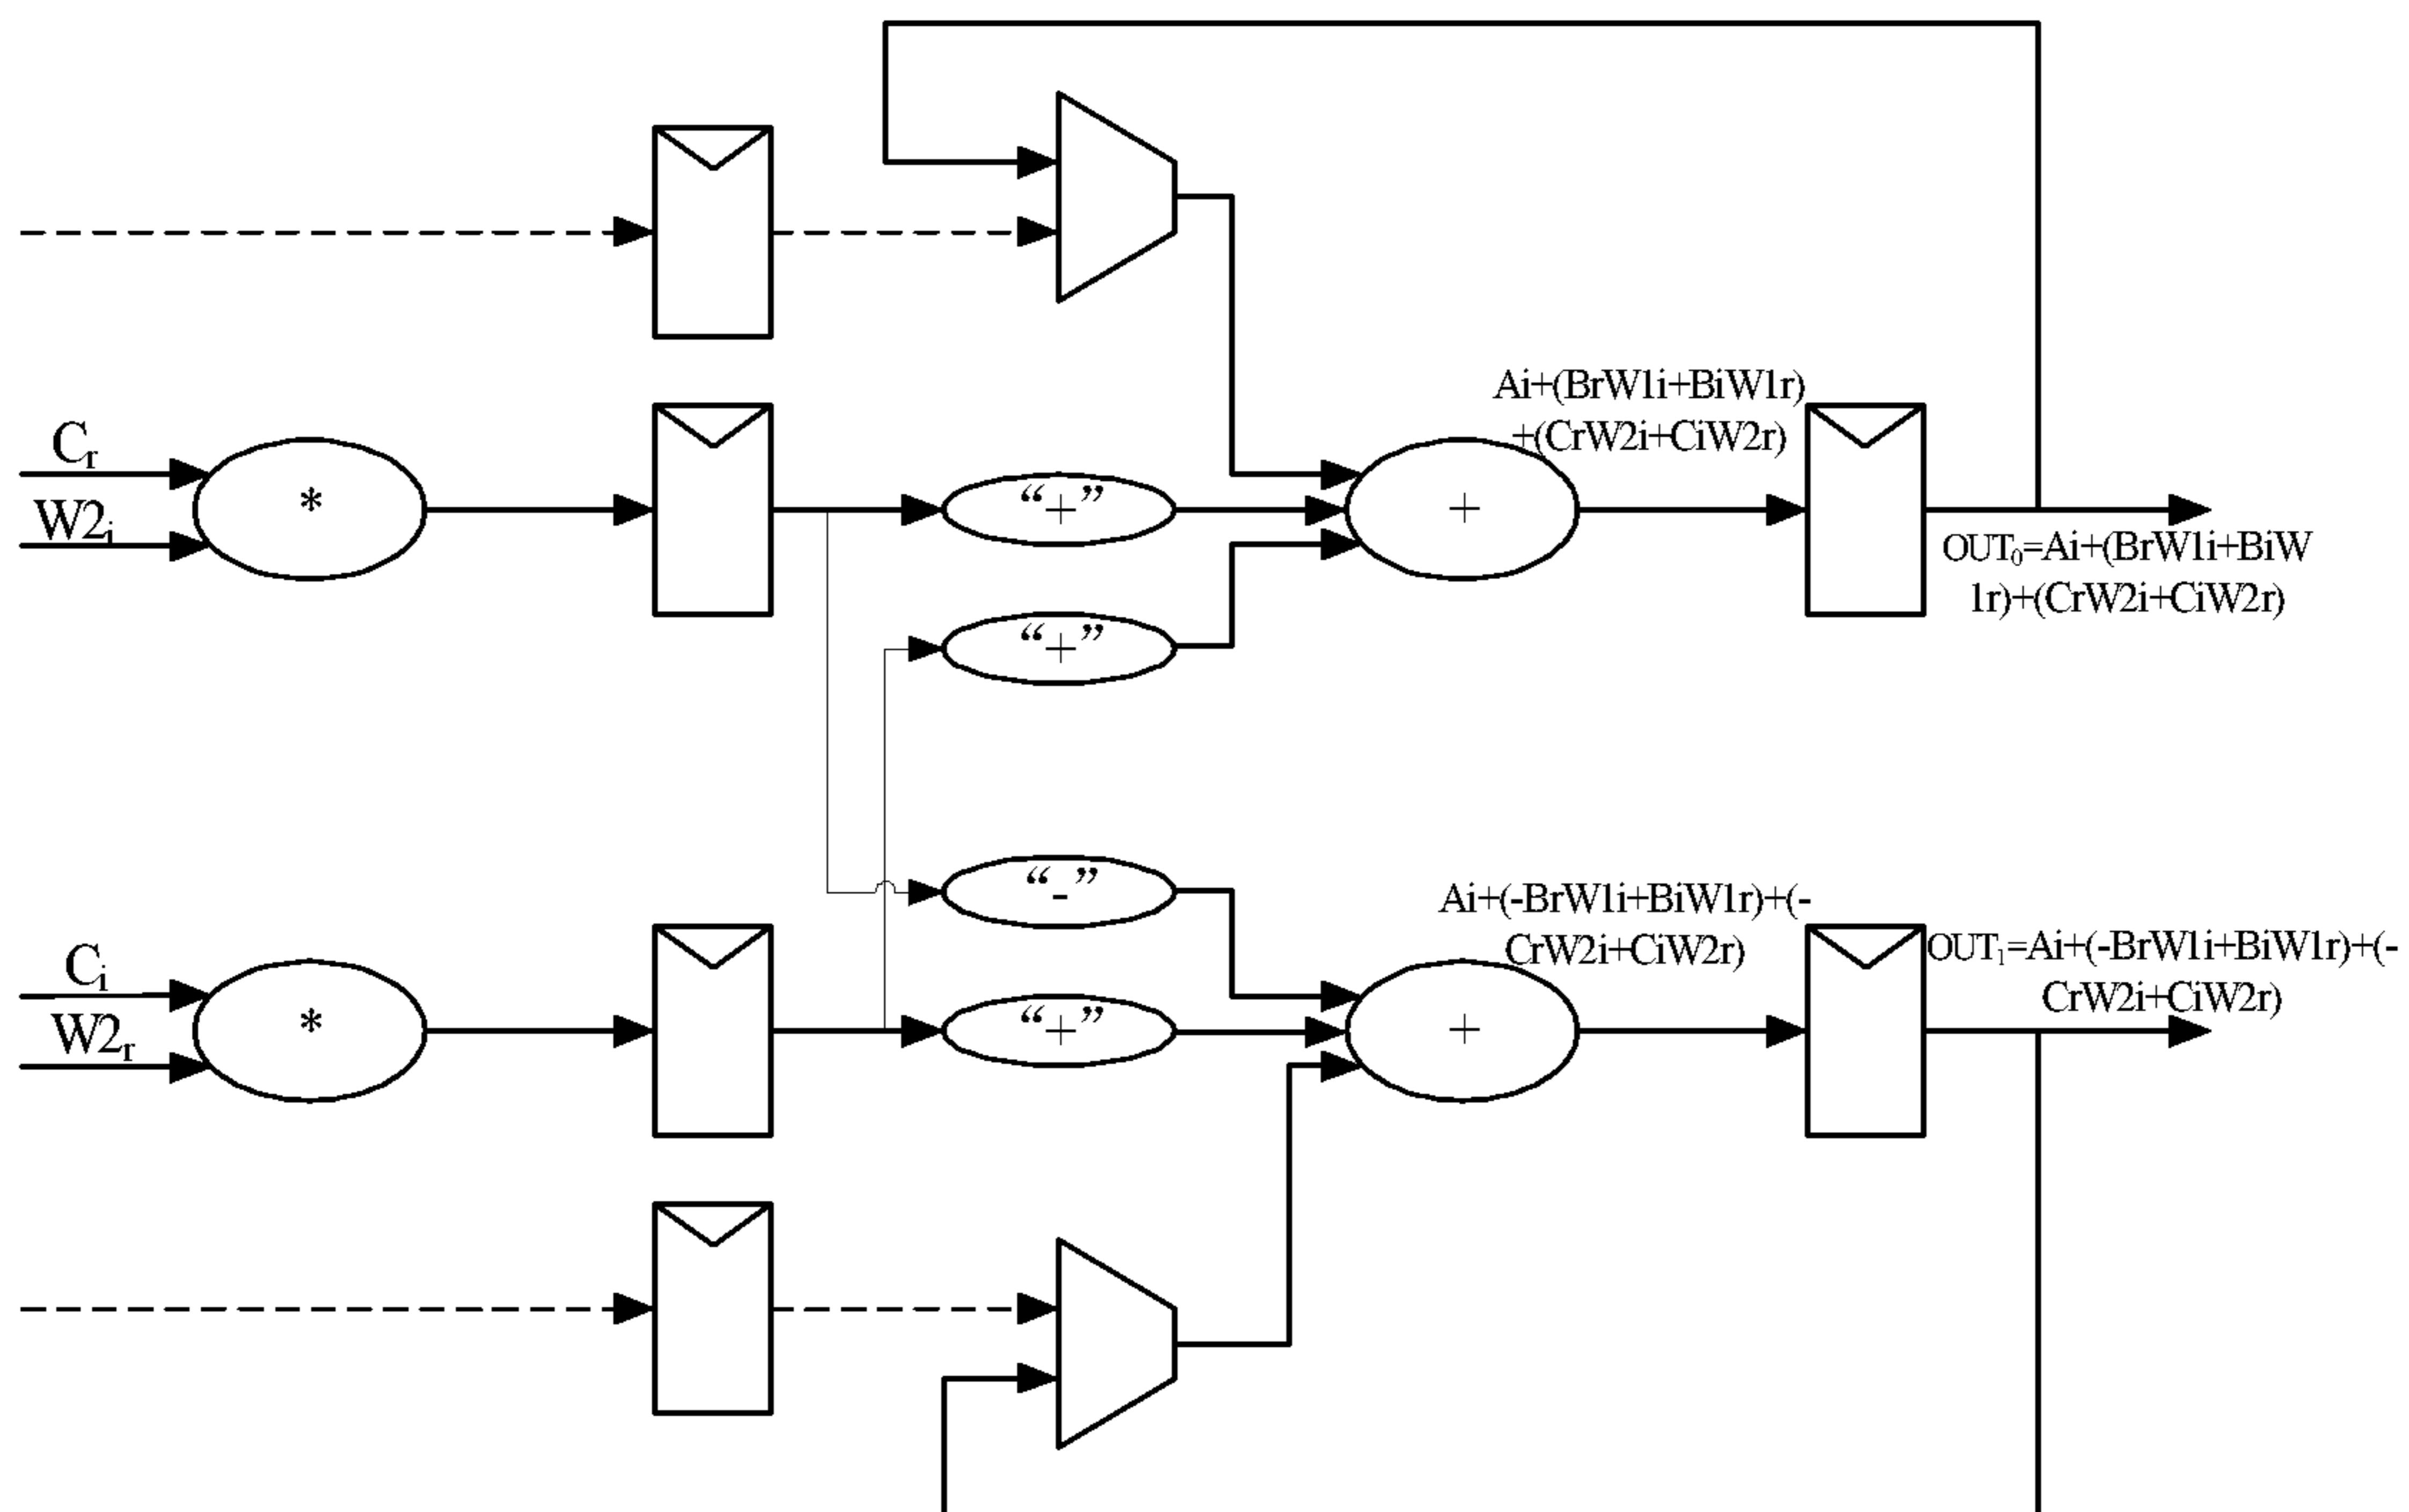 Ai+(BrW1i+BiW1r)
+(CrW2i+CiW2r)
Cr
*
W2i
“+”
+
OUT0=Ai+(BrW1i+BiW
1r)+(CrW2i+CiW2r)
“+”
“-”
Ai+(-BrW1i+BiW1r)+(-
CrW2i+CiW2r)
OUT1=Ai+(-BrW1i+BiW1r)+(-
CrW2i+CiW2r)
Ci
*
W2r
“+”
+